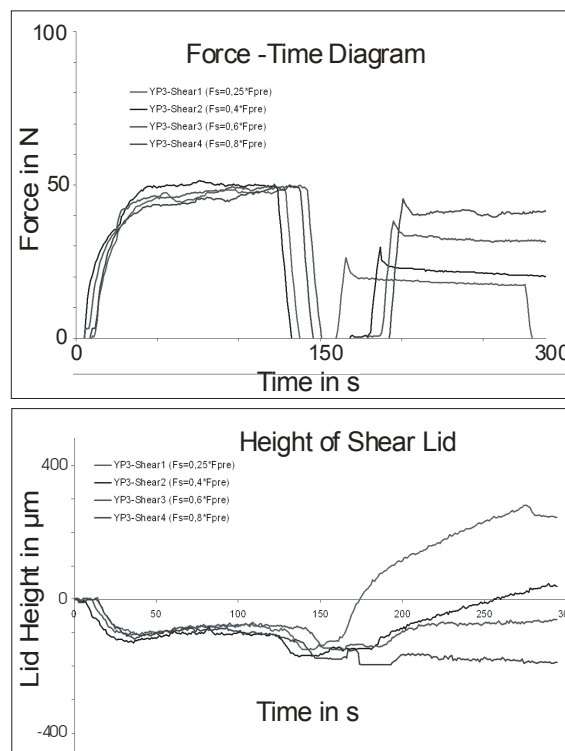 Force -Time Diagram
100
YP3-Shear1 (Fs=0,25*Fpre)
YP3-Shear2 (Fs=0,4*Fpre)
YP3-Shear3 (Fs=0,6*Fpre)
YP3-Shear4 (Fs=0,8*Fpre)
Force in N
50
0
0 150 300
Time in s
Height of Shear Lid
400
YP3-Shear1 (Fs=0,25*Fpre)
YP3-Shear2 (Fs=0,4*Fpre)
YP3-Shear3 (Fs=0,6*Fpre)
YP3-Shear4 (Fs=0,8*Fpre)
Lid Height in µm
0
0 50 100 150 200
Time in s
-400